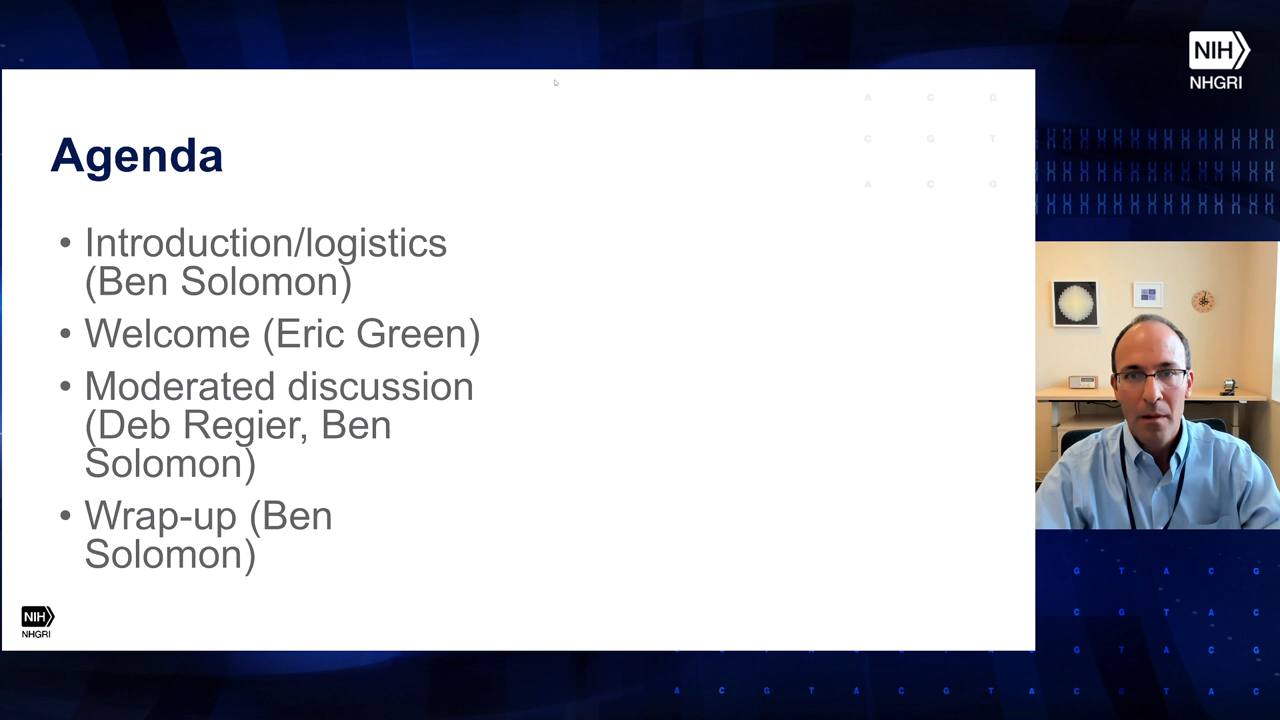 NIH
NHGRI
A C G
C G T
A C G
Agenda
• Introduction/logistics
(Ben Solomon)
• Welcome (Eric Green)
• Moderated discussion
(Deb Regier, Ben
Solomon)
• Wrap-up (Ben
Solomon)
NIH
NHGRI
G T A C G
C G T A C
G T A C G
A C G T A C G T A C G T A C